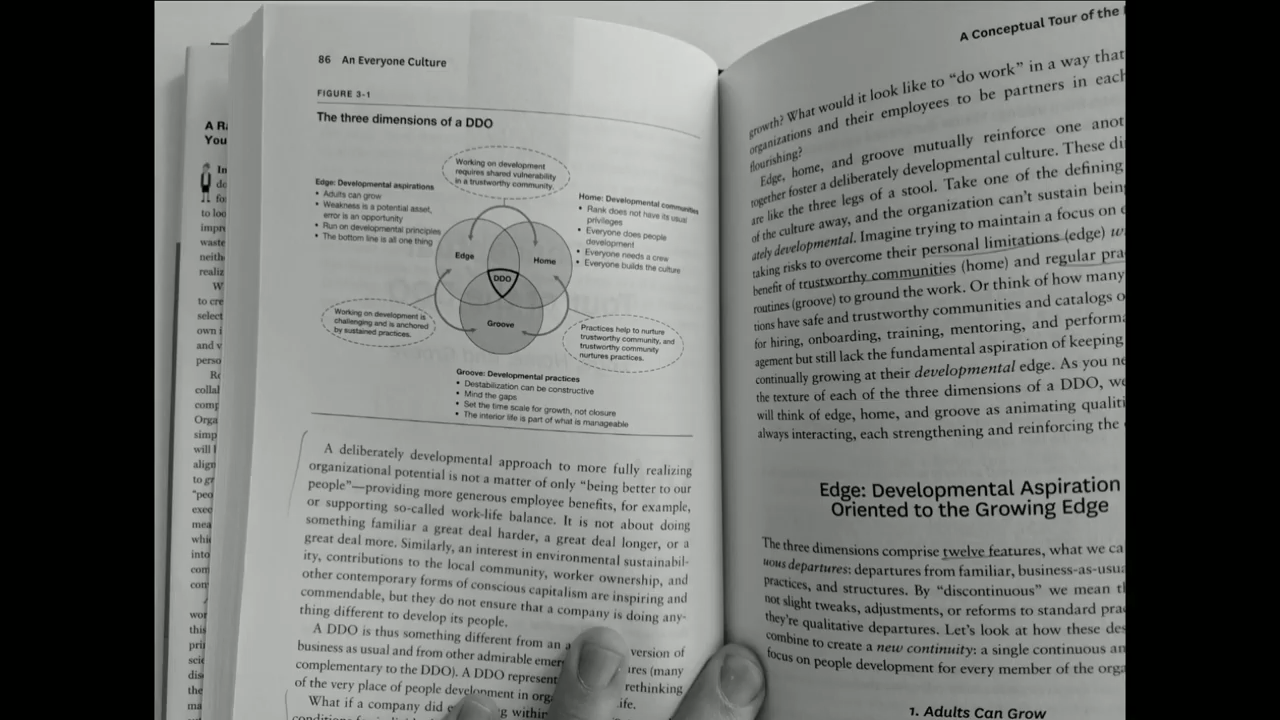 86 An Everyone Culture
FIGURE 3-1
The three dimensions of a DDO
Working on development
requires shared vulnerability
in a trustworthy community.
Edge: Developmental aspirations
• Adults can grow
• Weakness is a potential asset,
error is an opportunity
• Run on developmental principles
• The bottom line is all one thing
Home: Developmental communities
• Rank does not have its usual
privileges
• Everyone does people
development
• Everyone needs a crew
• Everyone builds the culture
Edge
Home
DDO
Groove
Working on development is
challenging and is anchored
by sustained practices.
Practices help to nurture
trustworthy community, and
trustworthy community
nurtures practices.
Groove: Developmental practices
• Destabilization can be constructive
• Mind the gaps
• Set the time scale for growth, not closure
• The interior life is part of what is manageable
A deliberately developmental approach to more fully realizing
organizational potential is not a matter of only “being better to our
people”—providing more generous employee benefits, for example,
or supporting so-called work-life balance. It is not about doing
something familiar a great deal harder, a great deal longer, or a
great deal more. Similarly, an interest in environmental sustainabil-
ity, contributions to the local community, worker ownership, and
other contemporary forms of conscious capitalism are inspiring and
commendable, but they do not ensure that a company is doing any-
thing different to develop its people.
A DDO is thus something different from an a version of
business as usual and from other admirable emer ires (many
complementary to the DDO). A DDO represent rethinking
of the very place of people development in orga life.
What if a company did g within
A Conceptual Tour of the
growth? What would it look like to “do work” in a way that
organizations and their employees to be partners in each
flourishing?
Edge, home, and groove mutually reinforce one anot
together foster a deliberately developmental culture. These di
are like the three legs of a stool. Take one of the defining
of the culture away, and the organization can’t sustain bein
ately developmental. Imagine trying to maintain a focus on
taking risks to overcome their personal limitations (edge) w
benefit of trustworthy communities (home) and regular pra
routines (groove) to ground the work. Or think of how many
tions have safe and trustworthy communities and catalogs o
for hiring, onboarding, training, mentoring, and perform
agement but still lack the fundamental aspiration of keeping
continually growing at their developmental edge. As you ne
the texture of each of the three dimensions of a DDO, we
will think of edge, home, and groove as animating qualiti
always interacting, each strengthening and reinforcing the
Edge: Developmental Aspiration
Oriented to the Growing Edge
The three dimensions comprise twelve features, what we ca
uous departures: departures from familiar, business-as-usua
practices, and structures. By “discontinuous” we mean t
not slight tweaks, adjustments, or reforms to standard prac
they’re qualitative departures. Let’s look at how these des
combine to create a new continuity: a single continuous an
focus on people development for every member of the orga
1. Adults Can Grow